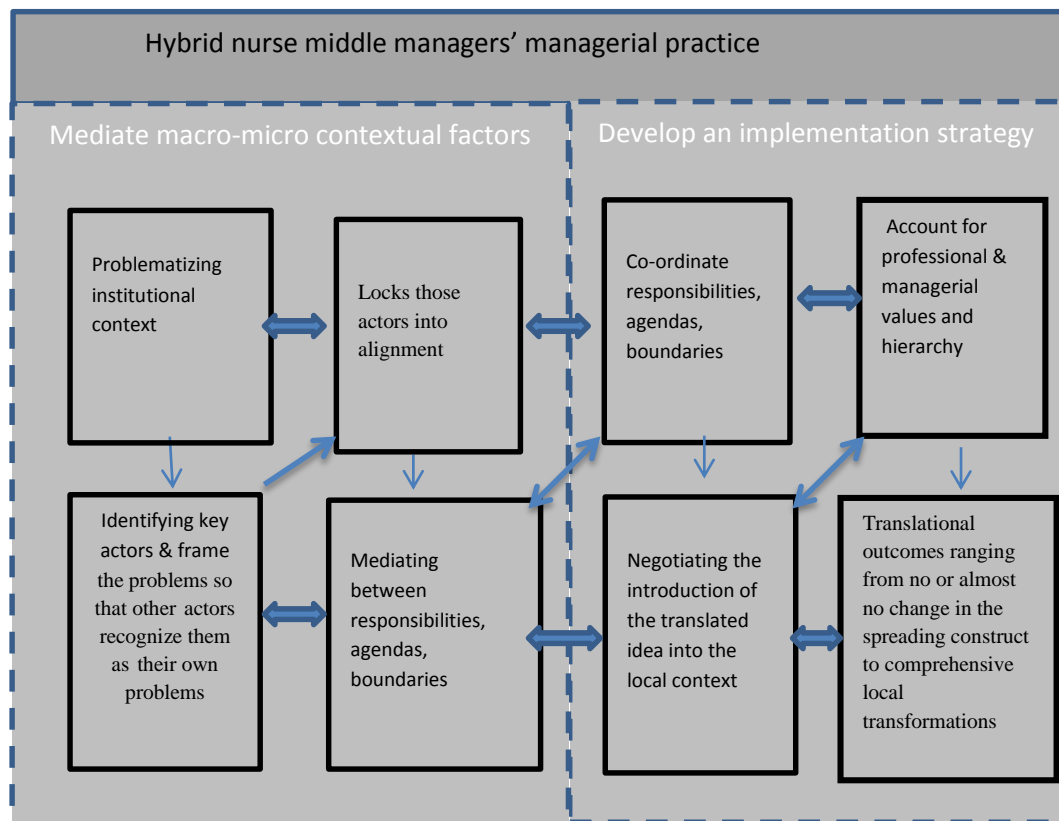 Hybrid nurse middle managers’ managerial practice
Mediate macro-micro contextual factors
Develop an implementation strategy
Problematizing
institutional
context
Locks those
actors into
alignment
Co-ordinate
responsibilities,
agendas,
boundaries
Account for
professional &
managerial
values and
hierarchy
Identifying key
actors & frame
the problems so
that other actors
recognize them
as their own
problems
Mediating
between
responsibilities,
agendas,
boundaries
Negotiating the
introduction of
the translated
idea into the
local context
Translational
outcomes ranging
from no or almost
no change in the
spreading construct
to comprehensive
local
transformations